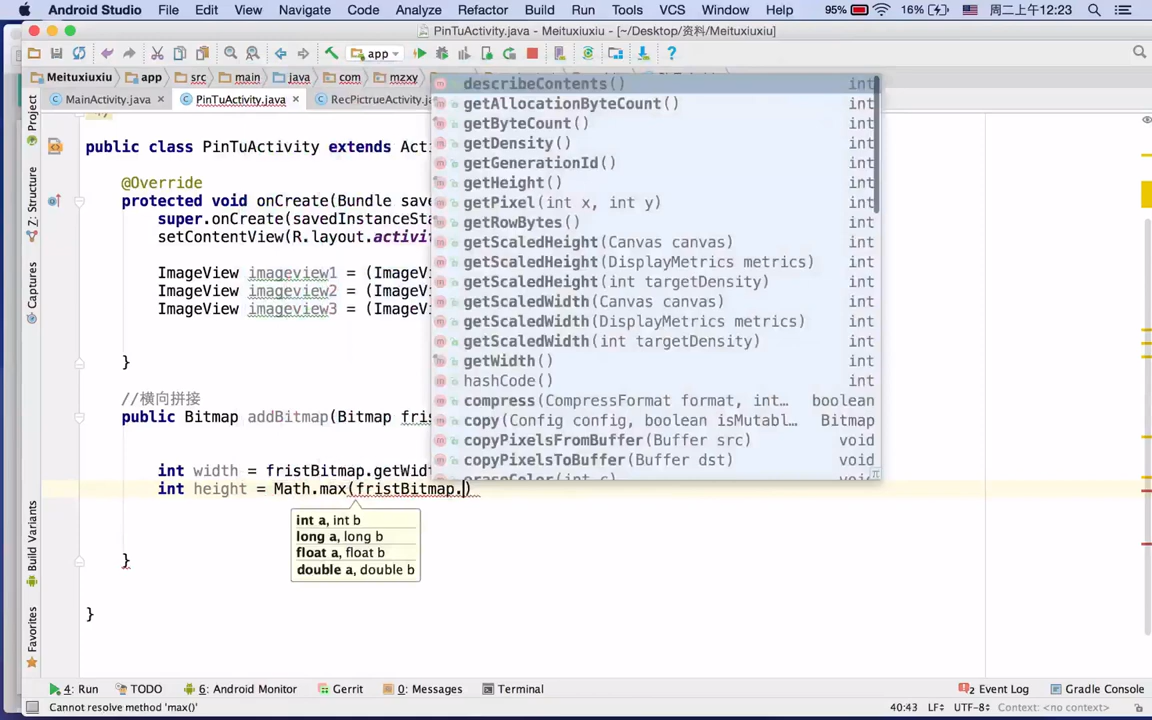 Android Studio File Edit View Navigate Code Analyze Refactor Build Run Tools VCS Window Help 95% 16% 周二上午12:23
PinTuActivity.java - Meituxiuxiu - [~/Desktop/资料/Meituxiuxiu]
app
Meituxiuxiu app src main java com mzxy
MainActivity.java PinTuActivity.java RecPictrueActivity.ja
Project
Z: Structure
Captures
Build Variants
Favorites
*/
public class PinTuActivity extends Acti
@Override
protected void onCreate(Bundle save
super.onCreate(savedInstanceSta
setContentView(R.layout.activit
ImageView imageview1 = (ImageVi
ImageView imageview2 = (ImageVi
ImageView imageview3 = (ImageVi
}
//横向拼接
public Bitmap addBitmap(Bitmap fris
int width = fristBitmap.getWidt
int height = Math.max(fristBitmap.)
}
}
describeContents() int
getAllocationByteCount() int
getByteCount() int
getDensity() int
getGenerationId() int
getHeight() int
getPixel(int x, int y) int
getRowBytes() int
getScaledHeight(Canvas canvas) int
getScaledHeight(DisplayMetrics metrics) int
getScaledHeight(int targetDensity) int
getScaledWidth(Canvas canvas) int
getScaledWidth(DisplayMetrics metrics) int
getScaledWidth(int targetDensity) int
getWidth() int
hashCode() int
compress(CompressFormat format, int… boolean
copy(Config config, boolean isMutabl… Bitmap
copyPixelsFromBuffer(Buffer src) void
copyPixelsToBuffer(Buffer dst) void
eraseColor(int c) void
π
int a, int b
long a, long b
float a, float b
double a, double b
4: Run TODO 6: Android Monitor Gerrit 0: Messages Terminal 2 Event Log Gradle Console
Cannot resolve method 'max()' 40:43 LF÷ UTF-8÷ Context: <no context>